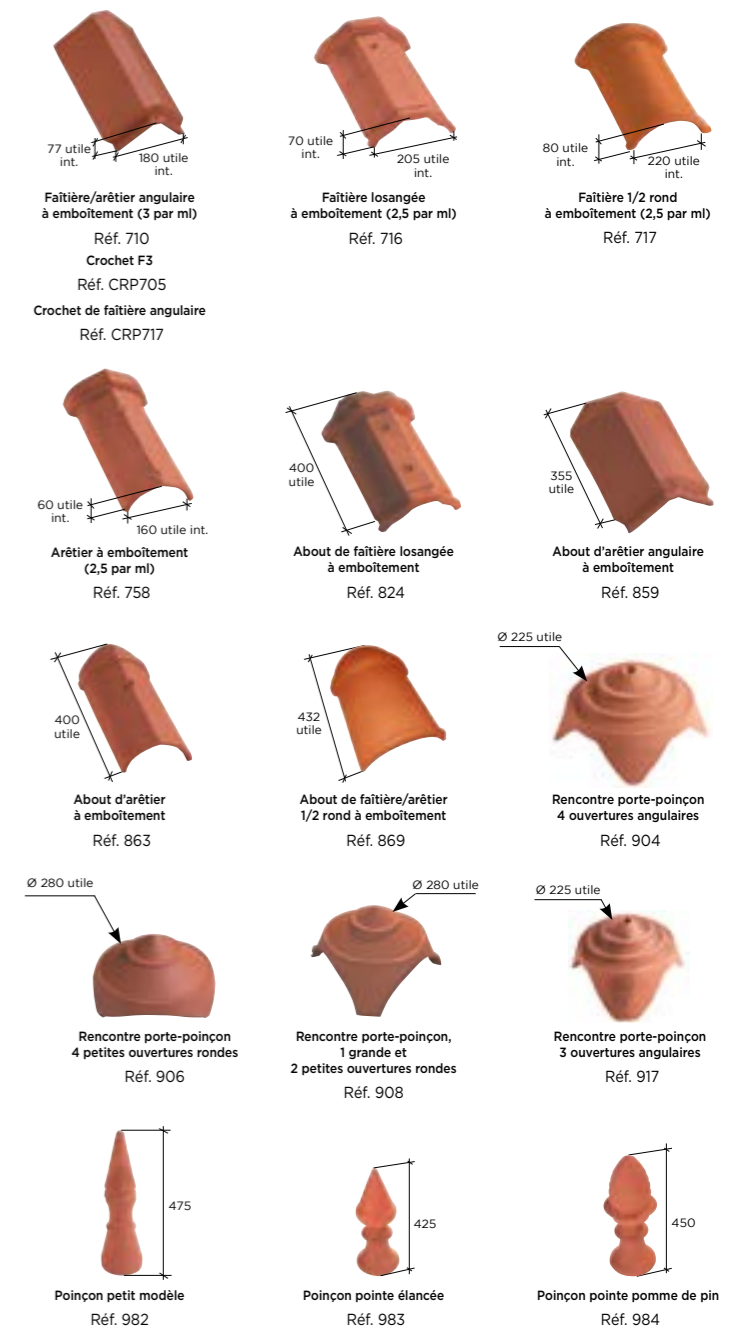 77 utile
int.
180 utile
int.
Faîtière/arêtier angulaire
à emboîtement (3 par ml)
Réf. 710
Crochet F3
Réf. CRP705
Crochet de faîtière angulaire
Réf. CRP717
70 utile
int.
205 utile
int.
Faîtière losangée
à emboîtement (2,5 par ml)
Réf. 716
80 utile
int.
220 utile
int.
Faîtière 1/2 rond
à emboîtement (2,5 par ml)
Réf. 717
60 utile
int.
160 utile int.
Arêtier à emboîtement
(2,5 par ml)
Réf. 758
400
utile
About de faîtière losangée
à emboîtement
Réf. 824
355
utile
About d'arêtier angulaire
à emboîtement
Réf. 859
400
utile
About d'arêtier
à emboîtement
Réf. 863
432
utile
About de faîtière/arêtier
1/2 rond à emboîtement
Réf. 869
Ø 225 utile
Rencontre porte-poinçon
4 ouvertures angulaires
Réf. 904
Ø 280 utile
Rencontre porte-poinçon
4 petites ouvertures rondes
Réf. 906
Ø 280 utile
Rencontre porte-poinçon,
1 grande et
2 petites ouvertures rondes
Réf. 908
Ø 225 utile
Rencontre porte-poinçon
3 ouvertures angulaires
Réf. 917
475
Poinçon petit modèle
Réf. 982
425
Poinçon pointe élancée
Réf. 983
450
Poinçon pointe pomme de pin
Réf. 984